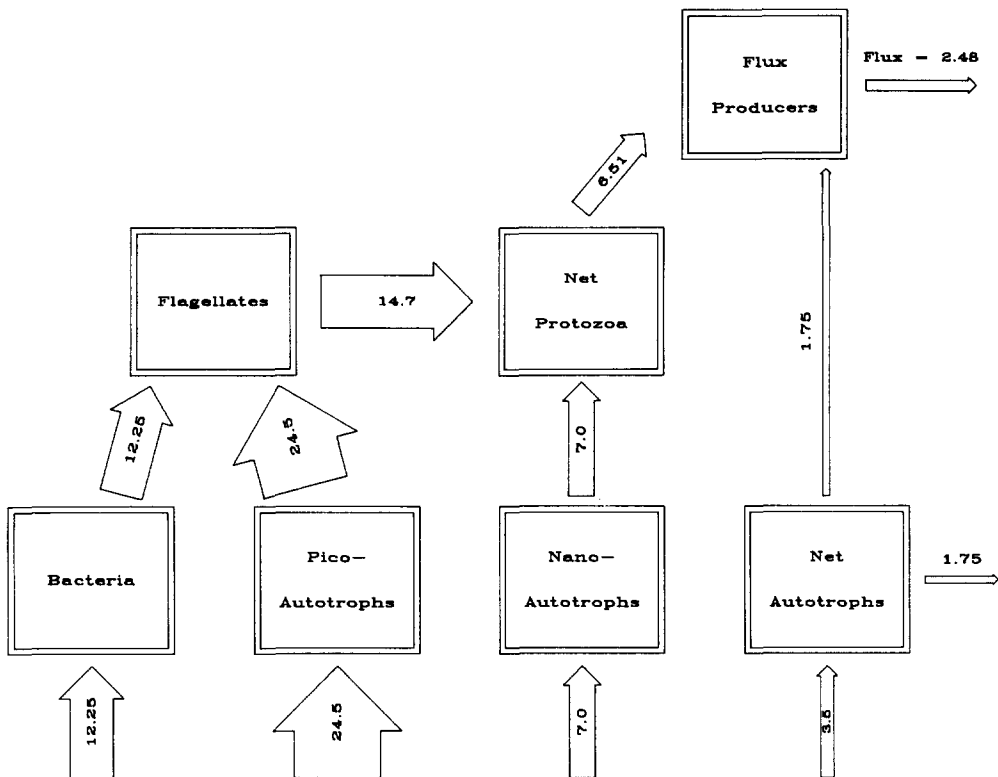 Flux
Producers
Flux - 2.48
6.51
Flagellates
14.7
Net
Protozoa
1.75
12.25
24.5
7.0
Bacteria
Pico-
Autotrophs
Nano-
Autotrophs
Net
Autotrophs
1.75
12.25
24.5
7.0
3.5